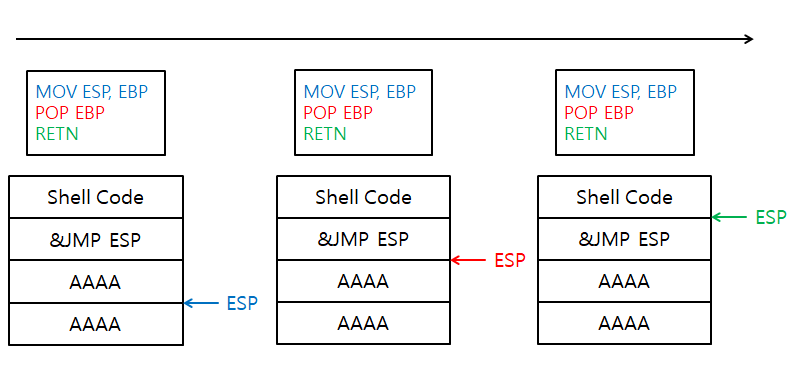 MOV ESP, EBP
POP EBP
RETN
MOV ESP, EBP
POP EBP
RETN
MOV ESP, EBP
POP EBP
RETN
Shell Code
&JMP ESP
AAAA
AAAA
ESP
Shell Code
&JMP ESP
AAAA
AAAA
ESP
Shell Code
&JMP ESP
AAAA
AAAA
ESP